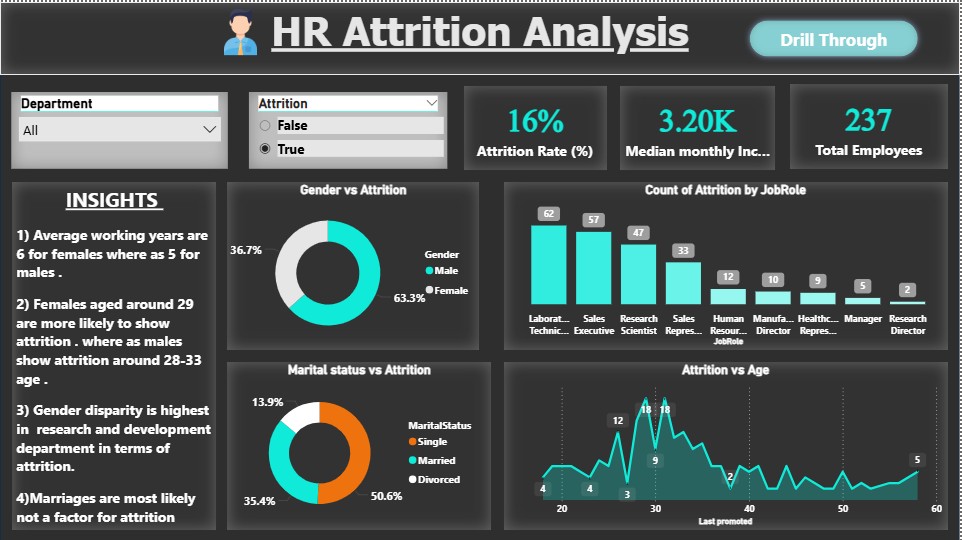 HR Attrition Analysis
Drill Through
Department
All
Attrition
False
True
16%
Attrition Rate (%)
3.20K
Median monthly Inc...
237
Total Employees
INSIGHTS
1) Average working years are
6 for females where as 5 for
males .
2) Females aged around 29
are more likely to show
attrition . where as males
show attrition around 28-33
age .
3) Gender disparity is highest
in research and development
department in terms of
attrition.
4)Marriages are most likely
not a factor for attrition
Gender vs Attrition
36.7%
63.3%
Gender
Male
Female
Count of Attrition by JobRole
62
57
47
33
12
10
9
5
2
Laborat... Technic...
Sales Executive
Research Scientist
Sales Repres...
Human Resour...
Manufa... Director
Healthc... Repres...
Manager
Research Director
JobRole
Marital status vs Attrition
13.9%
35.4%
50.6%
MaritalStatus
Single
Married
Divorced
Attrition vs Age
4
4
12
3
18
9
18
2
5
20 30 40 50 60
Last promoted